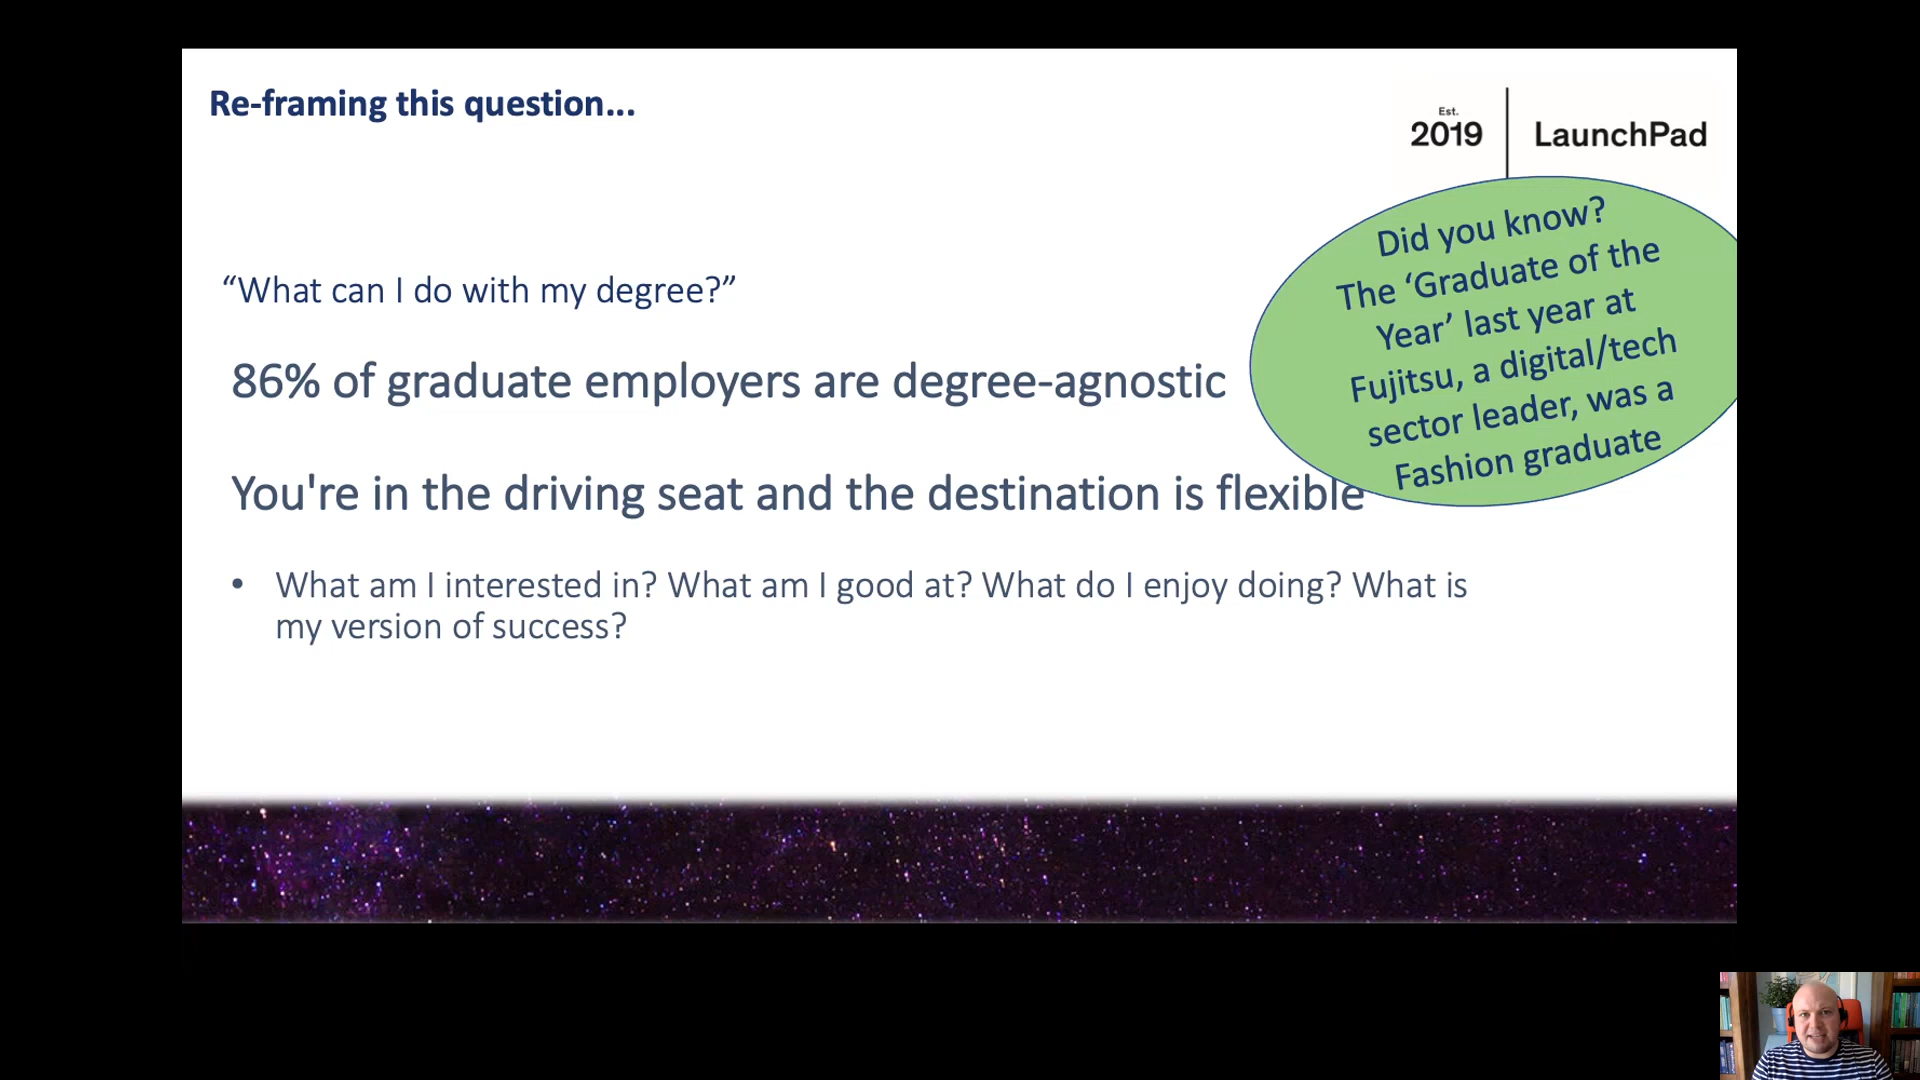 Re-framing this question...
Est.
2019
LaunchPad
Did you know?
The ‘Graduate of the
Year’ last year at
Fujitsu, a digital/tech
sector leader, was a
Fashion graduate
“What can I do with my degree?”
86% of graduate employers are degree-agnostic
You're in the driving seat and the destination is flexible
• What am I interested in? What am I good at? What do I enjoy doing? What is
my version of success?